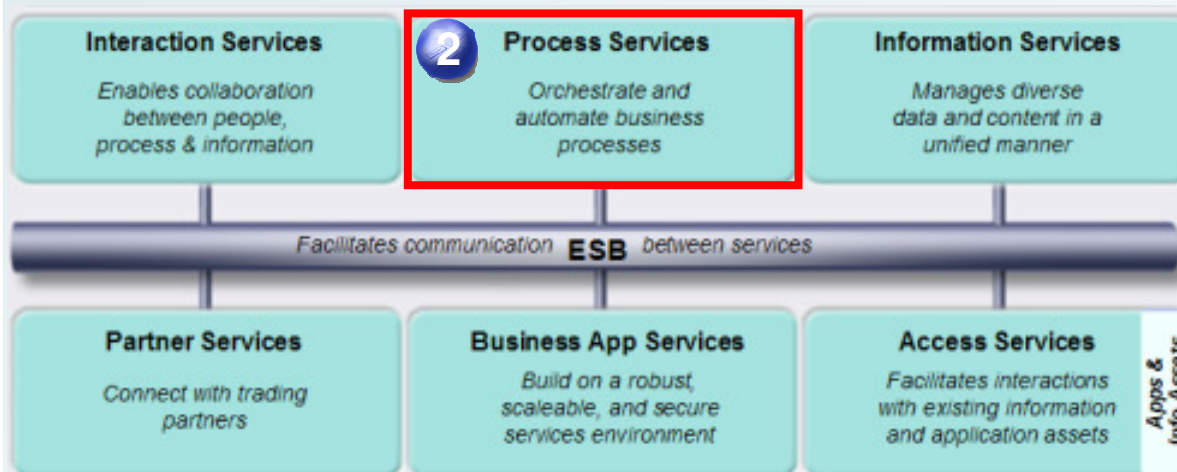 Interaction Services
Enables collaboration
between people,
process & information
2
Process Services
Orchestrate and
automate business
processes
Information Services
Manages diverse
data and content in a
unified manner
Facilitates communication ESB between services
Partner Services
Connect with trading
partners
Business App Services
Build on a robust,
scaleable, and secure
services environment
Access Services
Facilitates interactions
with existing information
and application assets
Apps &
Info Assets